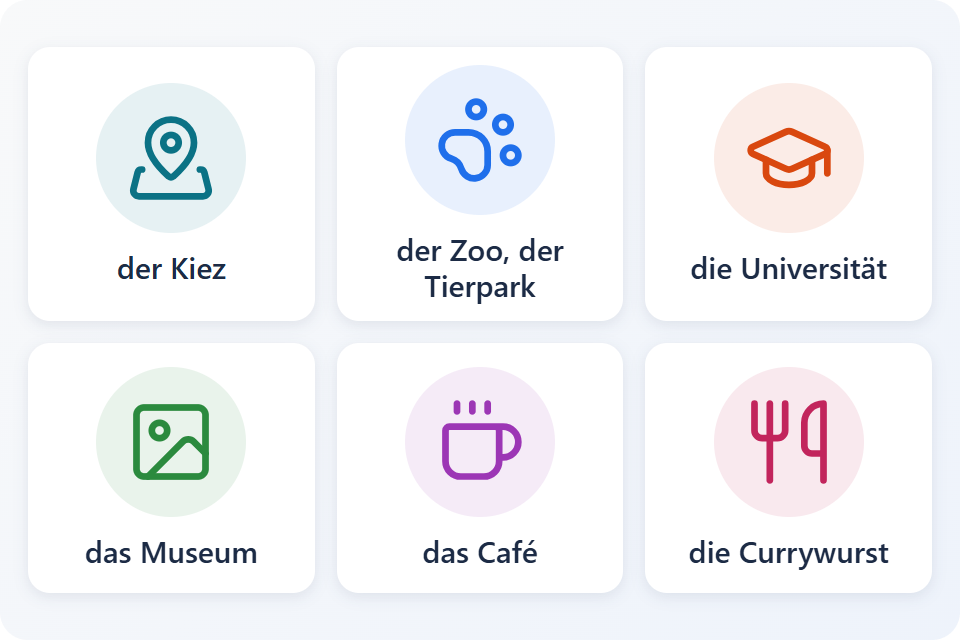 der Kiez
der Zoo, der
Tierpark
die Universität
das Museum
das Café
die Currywurst